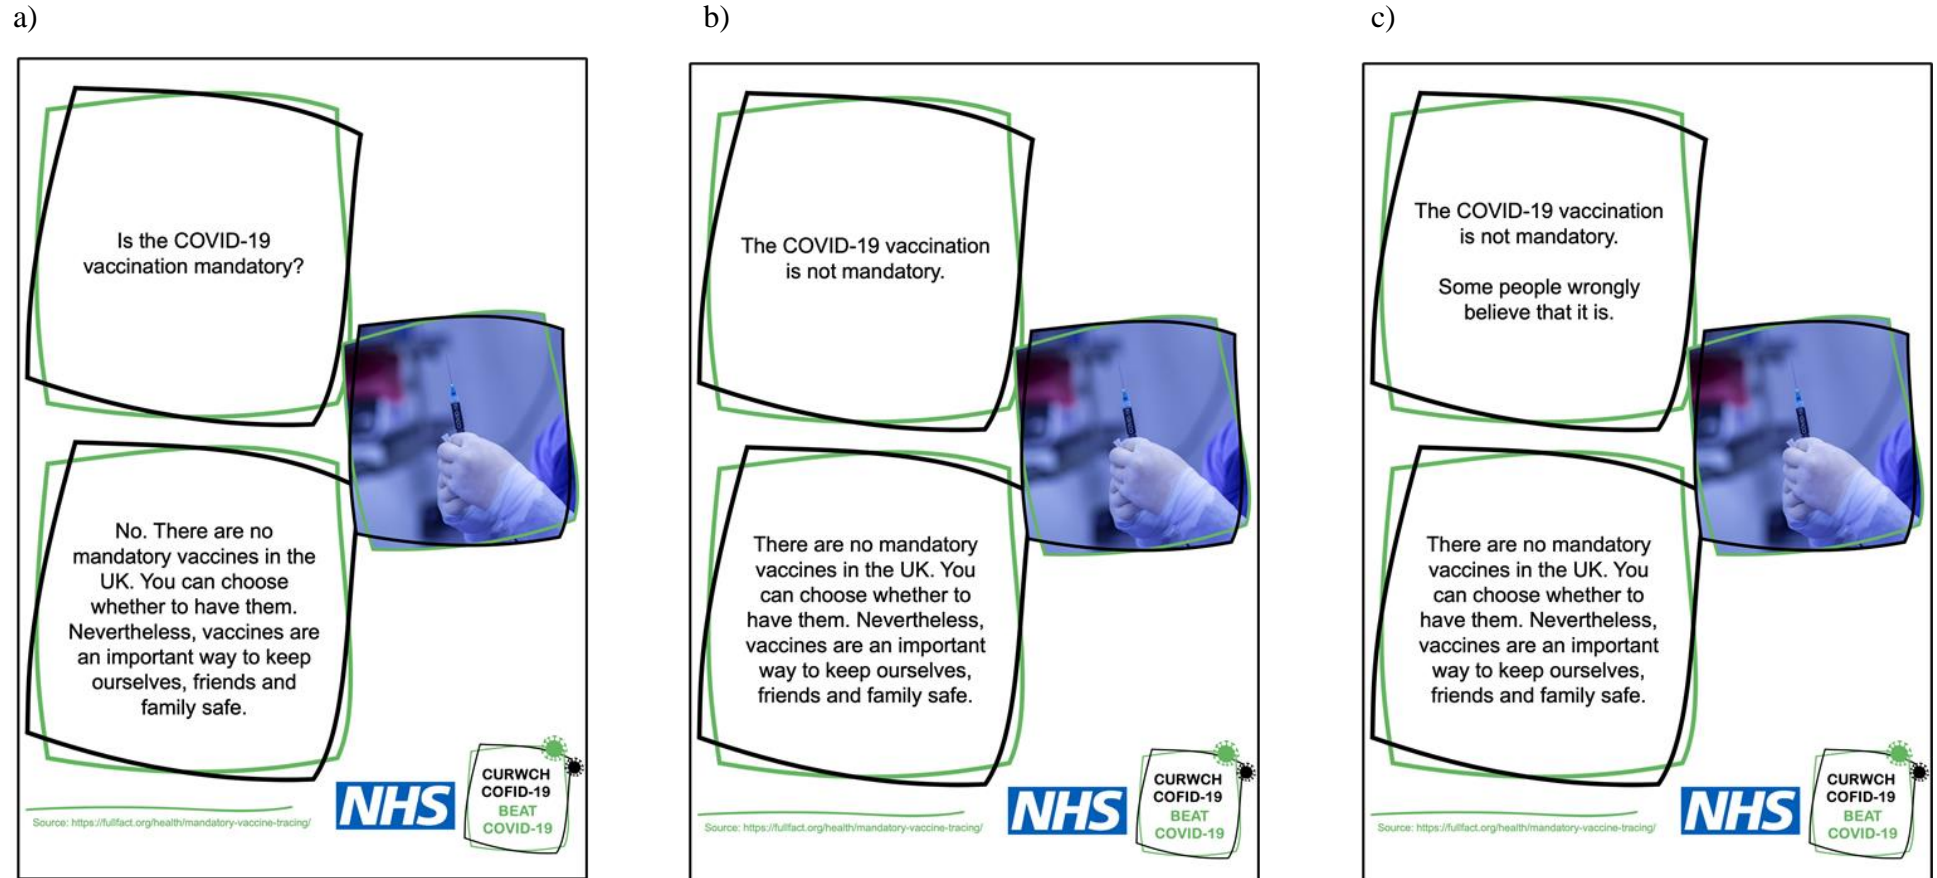 a)
Is the COVID-19
vaccination mandatory?
No. There are no
mandatory vaccines in the
UK. You can choose
whether to have them.
Nevertheless, vaccines are
an important way to keep
ourselves, friends and
family safe.
Source: https://fullfact.org/health/mandatory-vaccine-tracing/
NHS
CURWCH
COFID-19
BEAT
COVID-19
b)
The COVID-19 vaccination
is not mandatory.
There are no mandatory
vaccines in the UK. You
can choose whether to
have them. Nevertheless,
vaccines are an important
way to keep ourselves,
friends and family safe.
Source: https://fullfact.org/health/mandatory-vaccine-tracing/
NHS
CURWCH
COFID-19
BEAT
COVID-19
c)
The COVID-19 vaccination
is not mandatory.
Some people wrongly
believe that it is.
There are no mandatory
vaccines in the UK. You
can choose whether to
have them. Nevertheless,
vaccines are an important
way to keep ourselves,
friends and family safe.
Source: https://fullfact.org/health/mandatory-vaccine-tracing/
NHS
CURWCH
COFID-19
BEAT
COVID-19